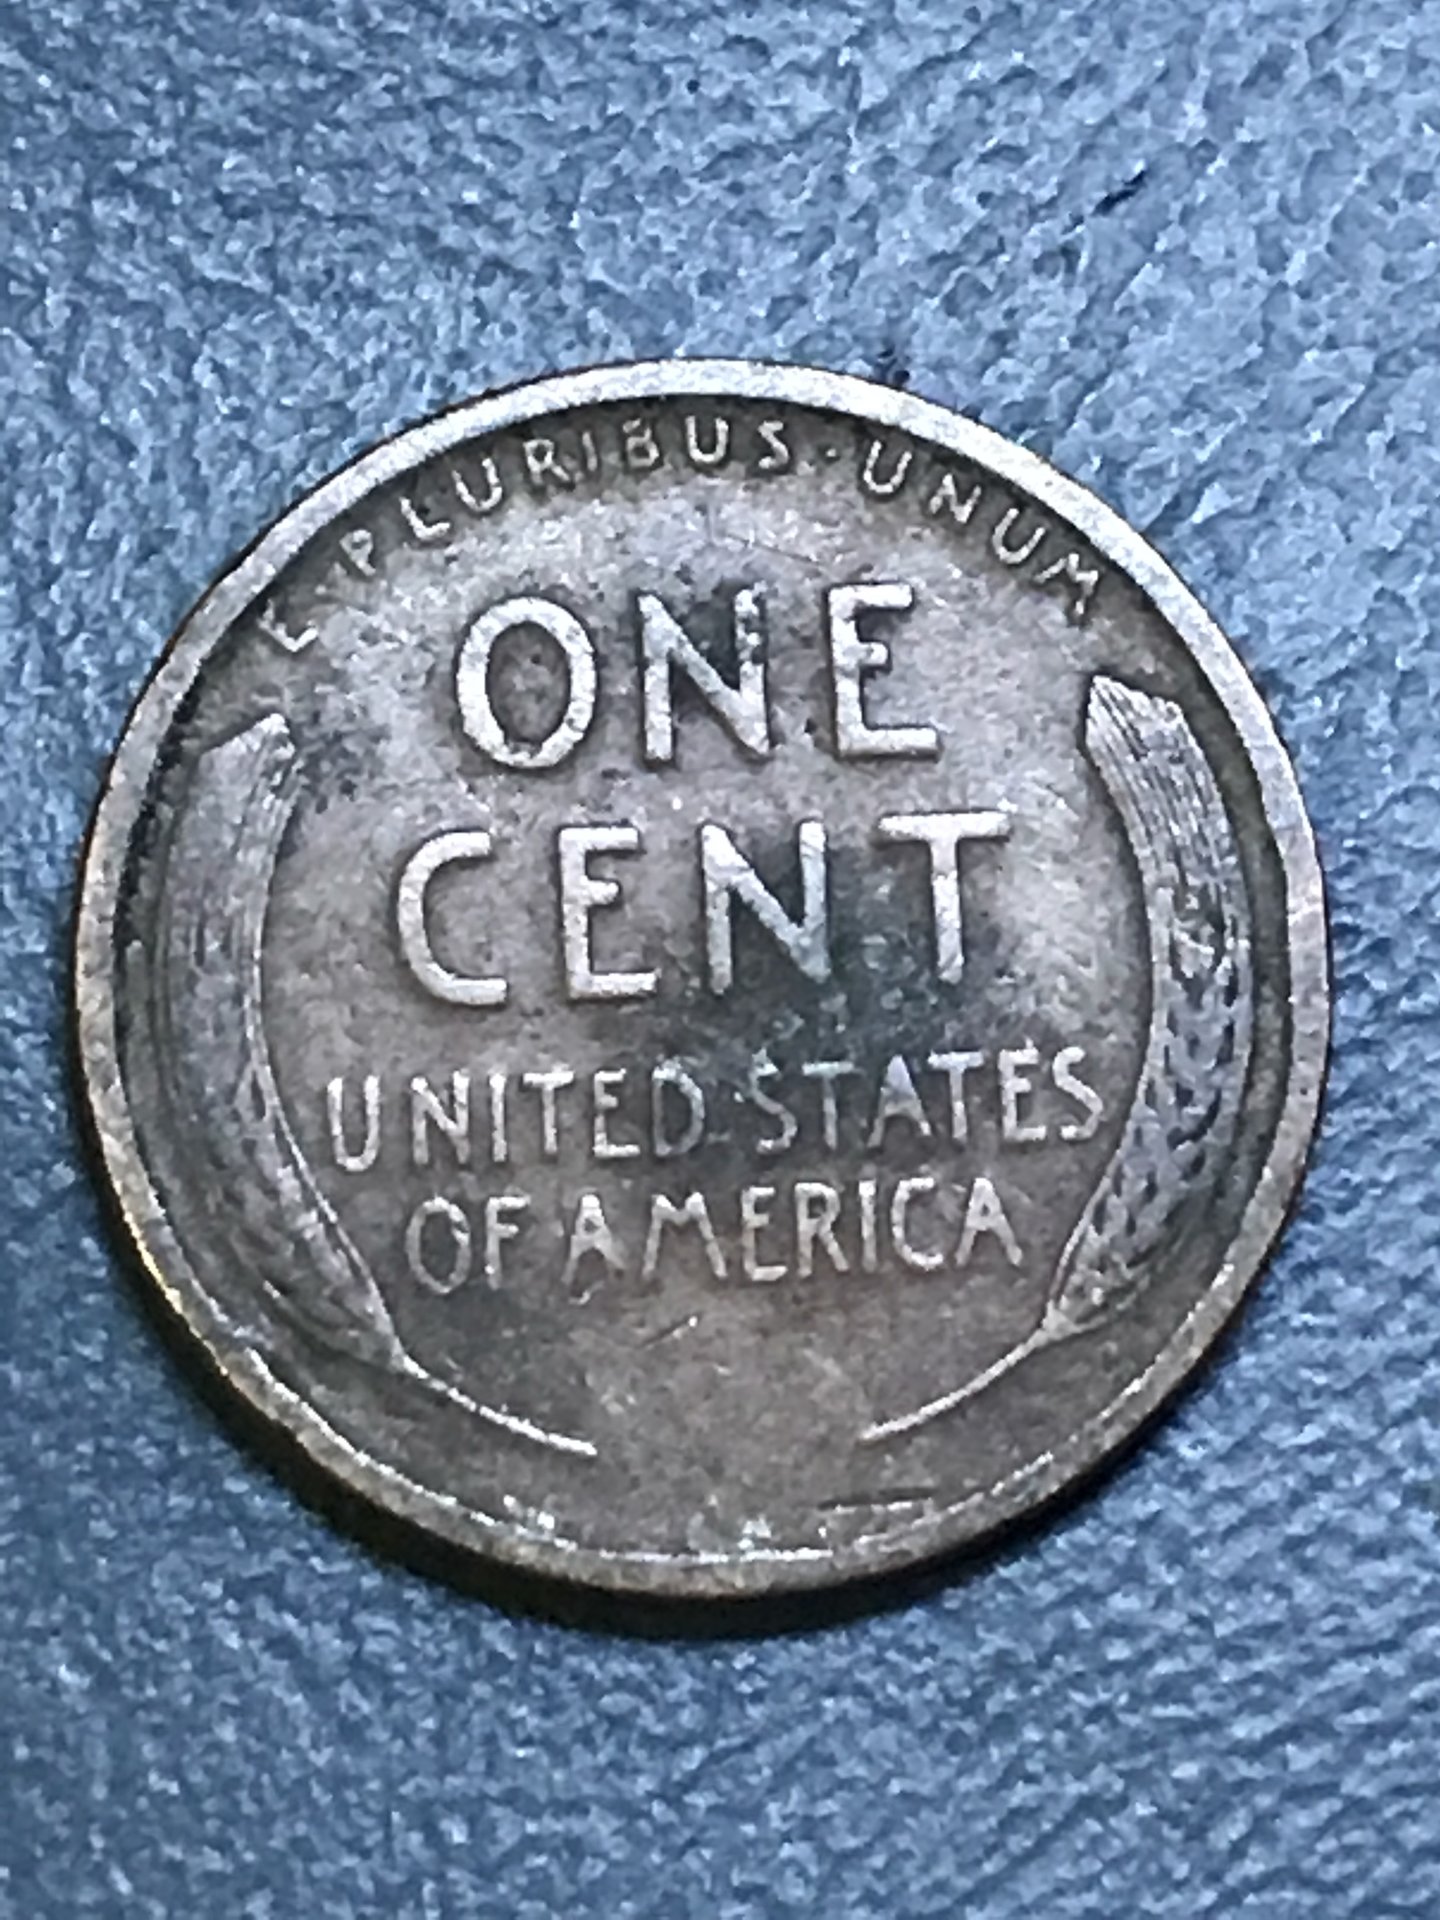 E·PLURIBUS·UNUM
ONE
CENT
UNITED·STATES
OF AMERICA